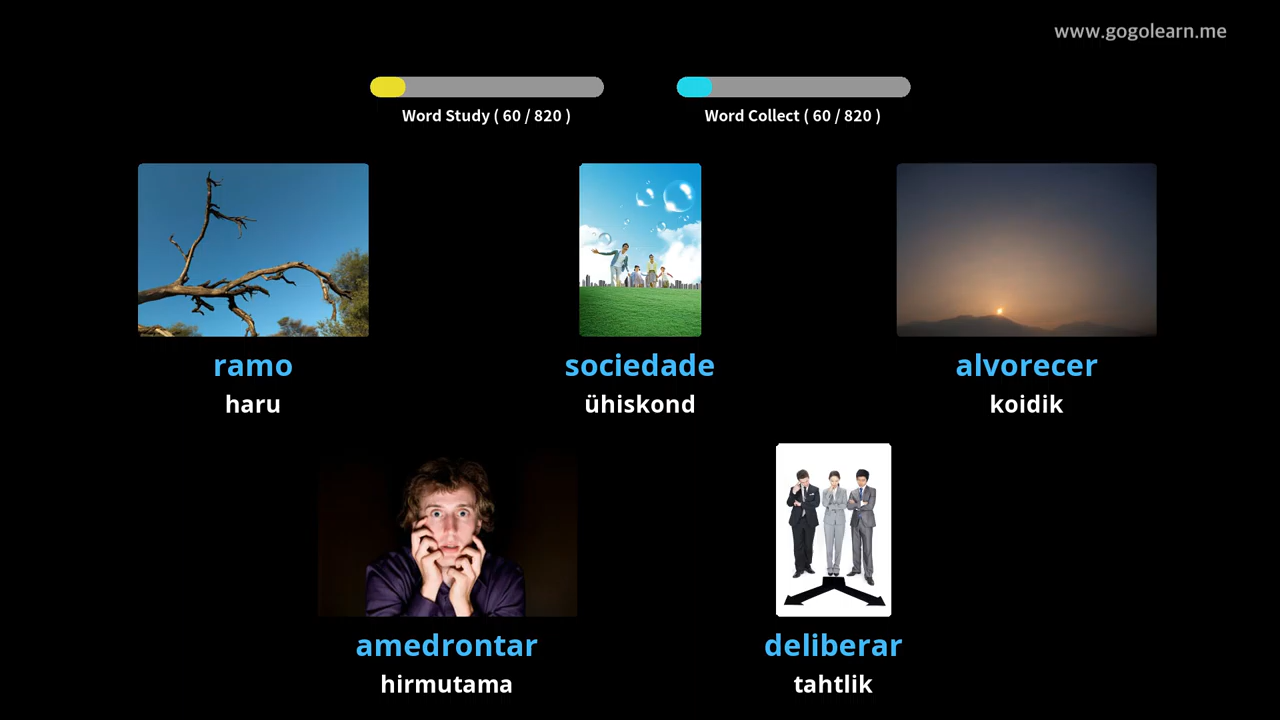 www.gogolearn.me
Word Study ( 60 / 820 )
Word Collect ( 60 / 820 )
ramo
haru
sociedade
ühiskond
alvorecer
koidik
amedrontar
hirmutama
deliberar
tahtlik